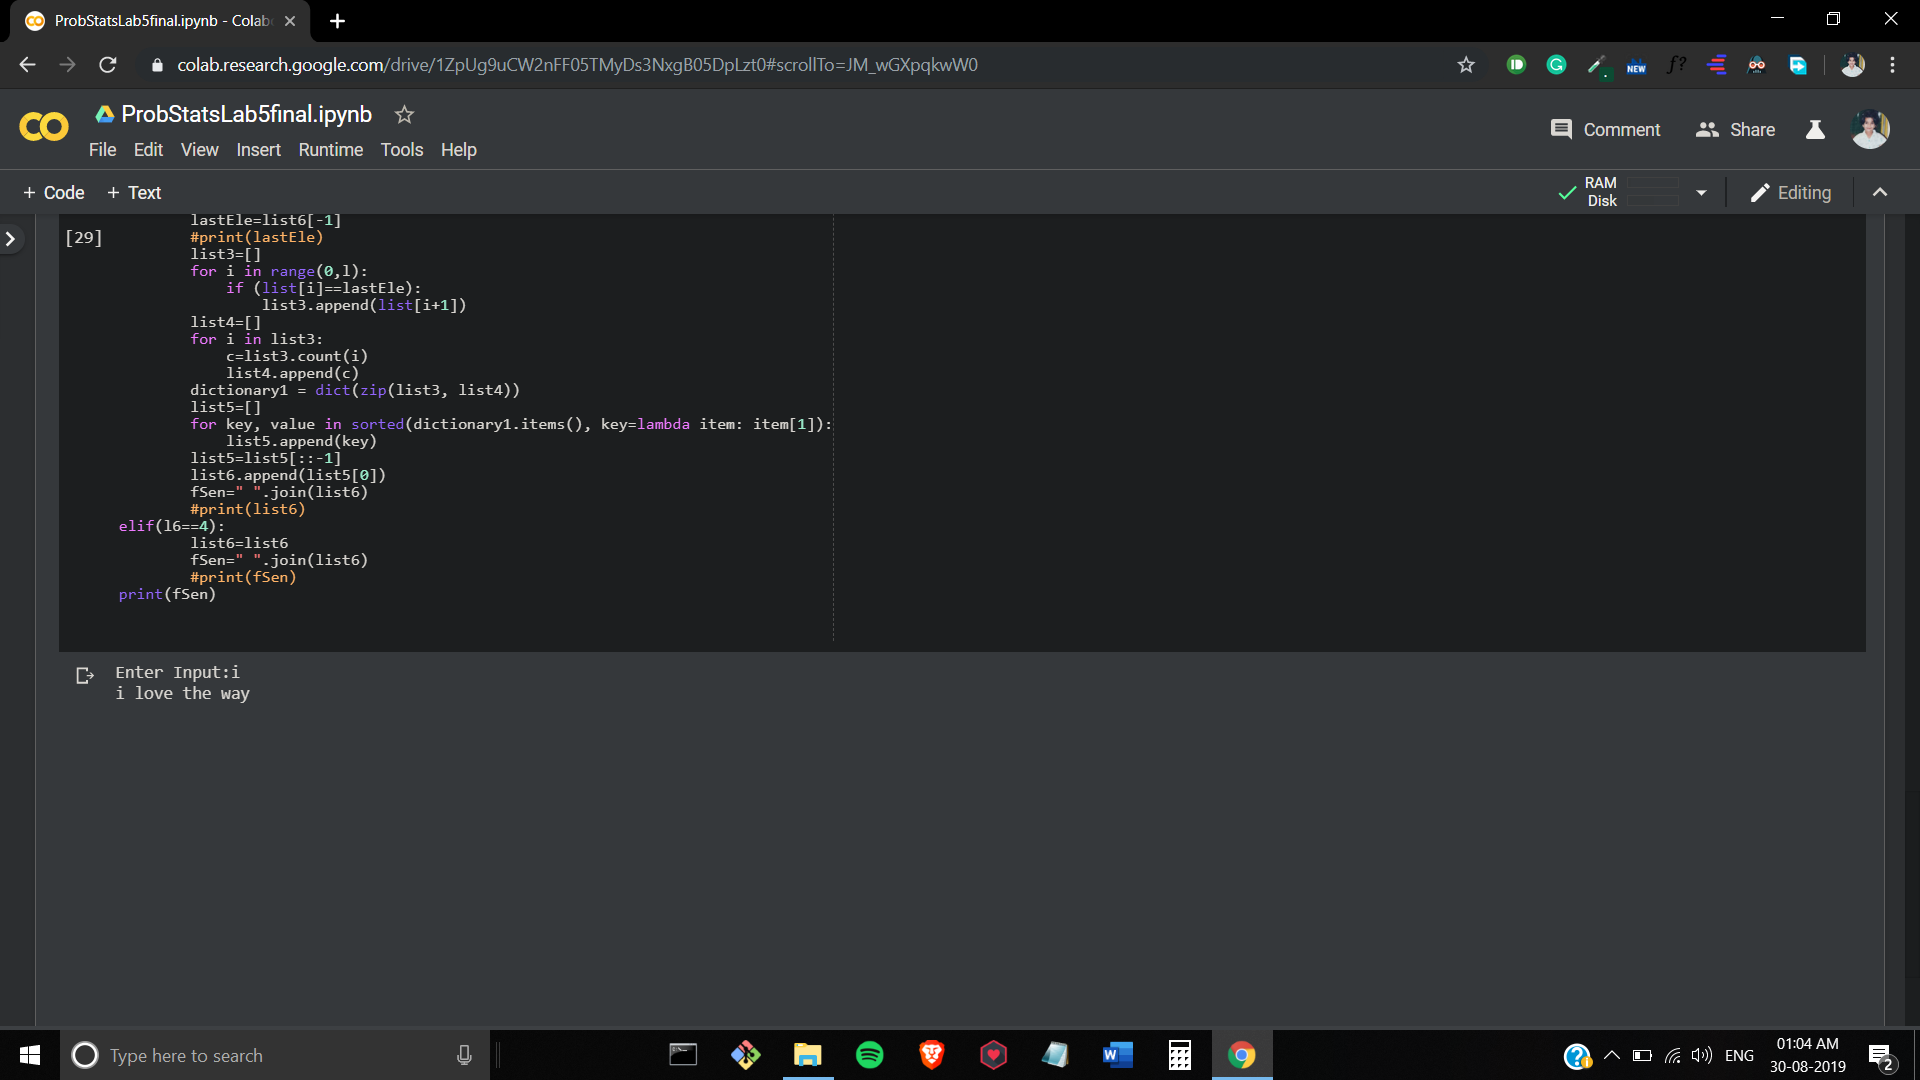 ProbStatsLab5final.ipynb - Colab
colab.research.google.com/drive/1ZpUg9uCW2nFF05TMyDs3NxgB05DpLzt0#scrollTo=JM_wGXpqkwW0
NEW
f?
ProbStatsLab5final.ipynb
File Edit View Insert Runtime Tools Help
Comment Share
+ Code + Text
RAM
Disk
Editing
lastEle=list6[-1]
[29]
#print(lastEle)
list3=[]
for i in range(0,l):
if (list[i]==lastEle):
list3.append(list[i+1])
list4=[]
for i in list3:
c=list3.count(i)
list4.append(c)
dictionary1 = dict(zip(list3, list4))
list5=[]
for key, value in sorted(dictionary1.items(), key=lambda item: item[1]):
list5.append(key)
list5=list5[::-1]
list6.append(list5[0])
fSen=" ".join(list6)
#print(list6)
elif(l6==4):
list6=list6
fSen=" ".join(list6)
#print(fSen)
print(fSen)
Enter Input:i
i love the way
Type here to search
ENG
01:04 AM
30-08-2019
2